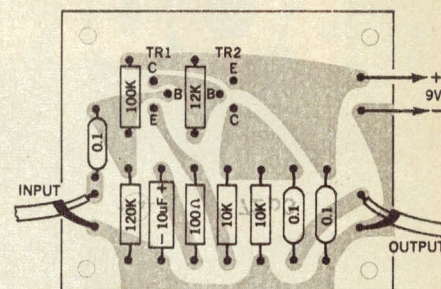 TR1 TR2
C E
100K B 12K B
E C
+
9V
−
0.1
INPUT
120K − 10uF + 100Ω 10K 10K 0.1 0.1
OUTPUT